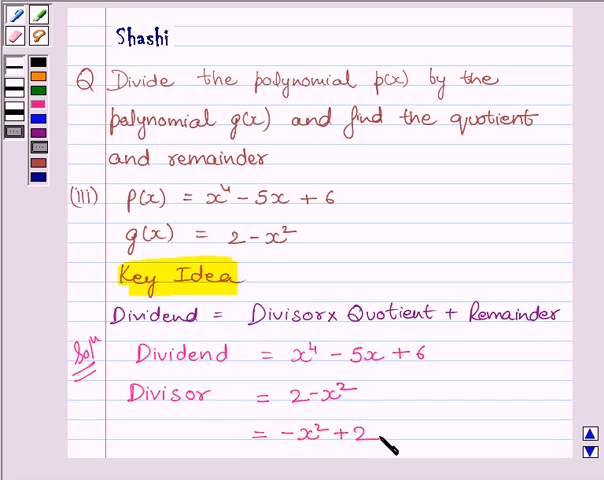 Shashi
Q Divide the polynomial p(x) by the
polynomial g(x) and find the quotient
and remainder
(iii) p(x) = x⁴ - 5x + 6
g(x) = 2 - x²
Key Idea
Dividend = Divisor x Quotient + Remainder
Solⁿ Dividend = x⁴ - 5x + 6
Divisor = 2 - x²
= -x² + 2